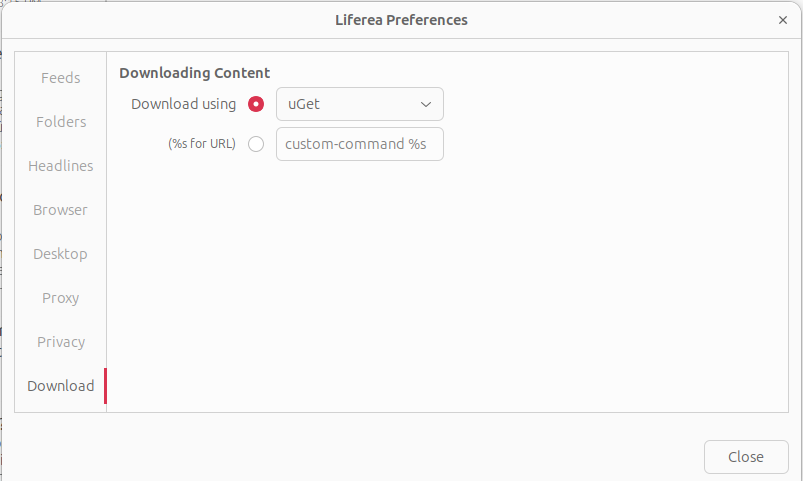 Liferea Preferences
×
Feeds
Folders
Headlines
Browser
Desktop
Proxy
Privacy
Download
Downloading Content
Download using
uGet
(%s for URL)
custom-command %s
Close